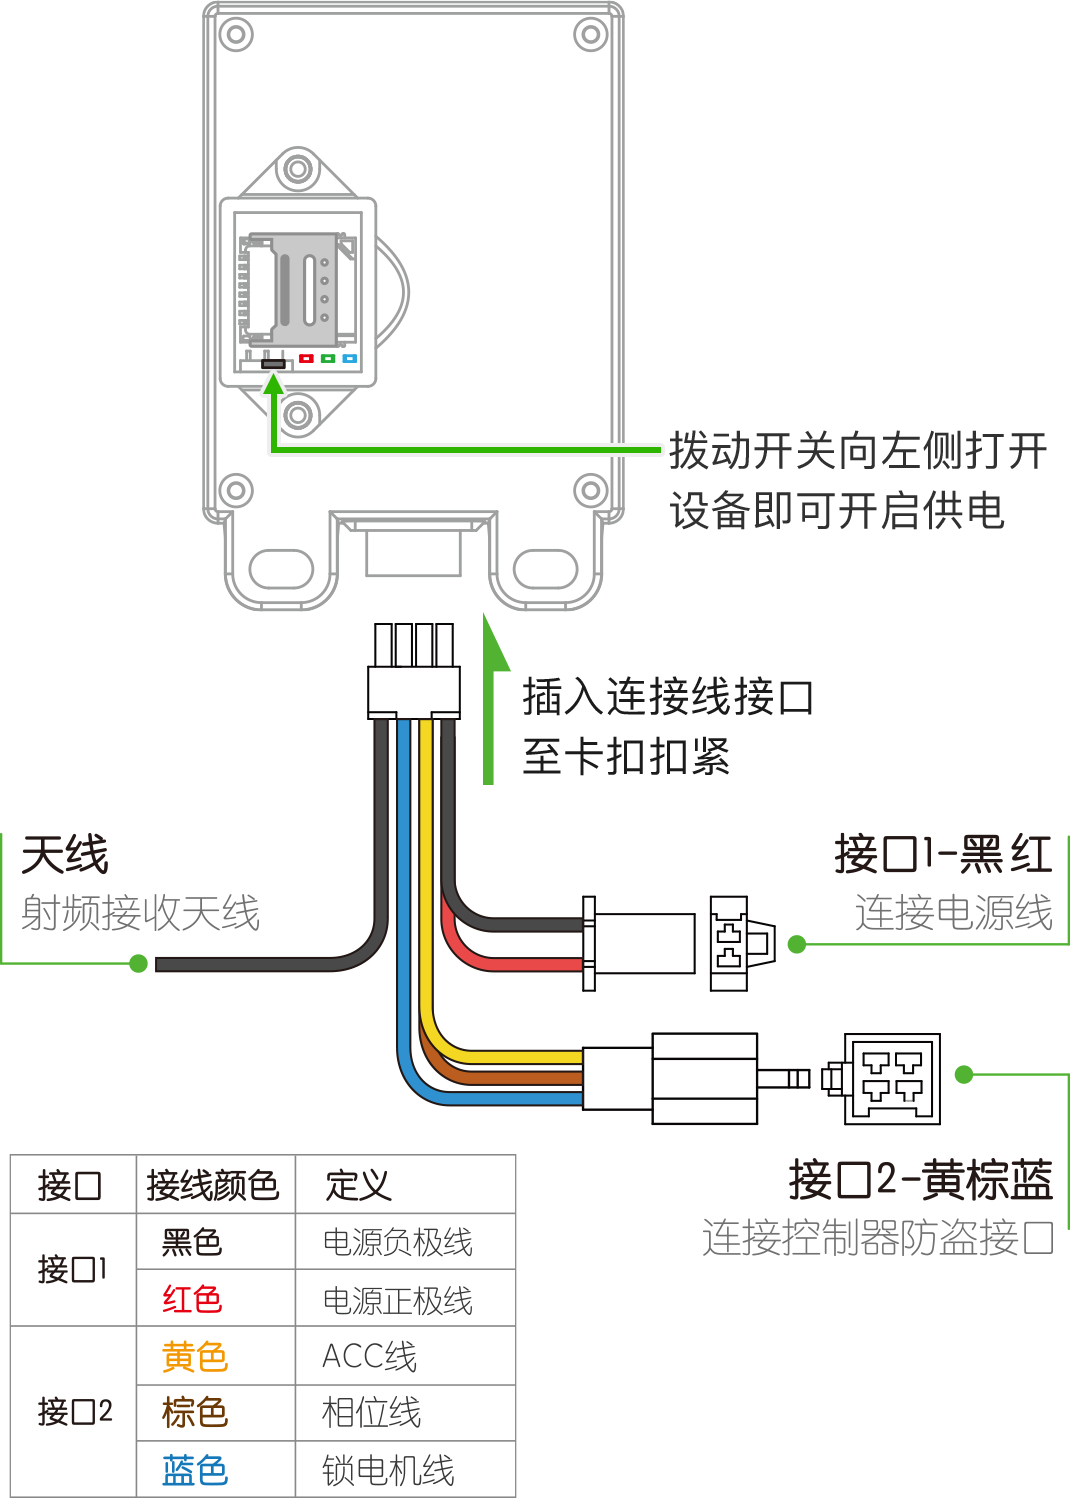 拨动开关向左侧打开
设备即可开启供电
插入连接线接口
至卡扣扣紧
天线
射频接收天线
接口1-黑红
连接电源线
接口2-黄棕蓝
连接控制器防盗接口
接口 接线颜色 定义
接口1 黑色 电源负极线
红色 电源正极线
接口2 黄色 ACC线
棕色 相位线
蓝色 锁电机线